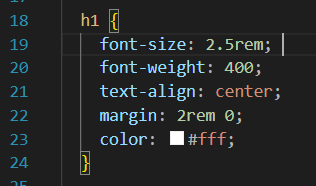 18 h1 {
19 font-size: 2.5rem;
20 font-weight: 400;
21 text-align: center;
22 margin: 2rem 0;
23 color: #fff;
24 }
25